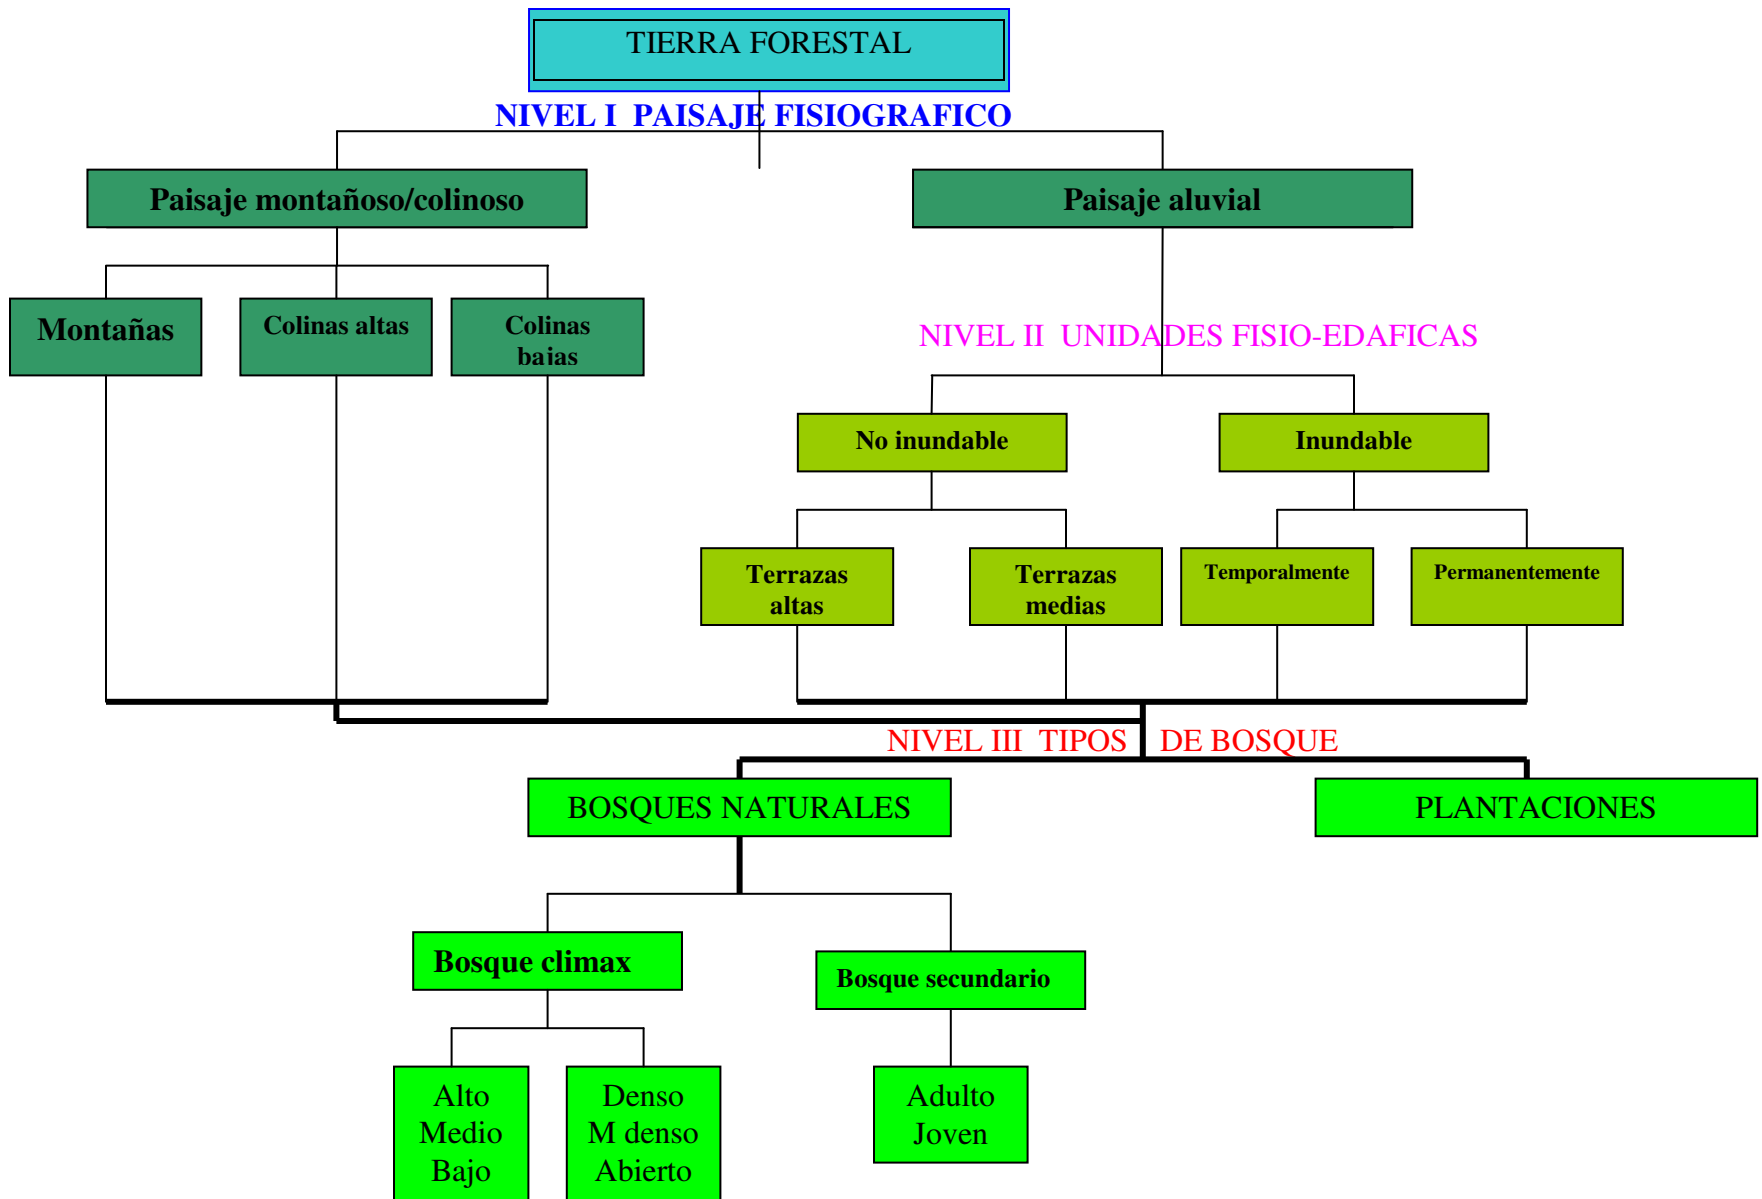 TIERRA FORESTAL
NIVEL I PAISAJE FISIOGRAFICO
Paisaje montañoso/colinoso
Paisaje aluvial
Montañas
Colinas altas
Colinas
bajas
NIVEL II UNIDADES FISIO-EDAFICAS
No inundable
Inundable
Terrazas
altas
Terrazas
medias
Temporalmente
Permanentemente
NIVEL III TIPOS DE BOSQUE
BOSQUES NATURALES
PLANTACIONES
Bosque climax
Bosque secundario
Alto
Medio
Bajo
Denso
M denso
Abierto
Adulto
Joven